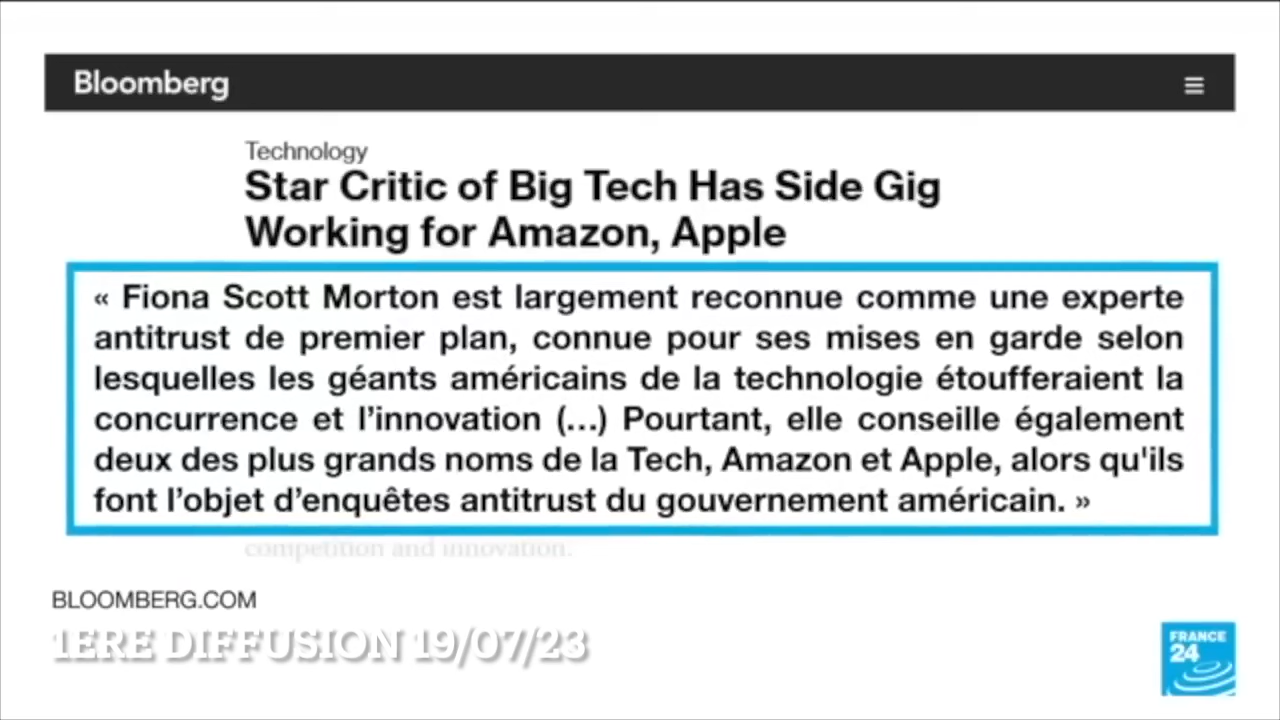 Bloomberg
Technology
Star Critic of Big Tech Has Side Gig
Working for Amazon, Apple
« Fiona Scott Morton est largement reconnue comme une experte
antitrust de premier plan, connue pour ses mises en garde selon
lesquelles les géants américains de la technologie étoufferaient la
concurrence et l’innovation (...) Pourtant, elle conseille également
deux des plus grands noms de la Tech, Amazon et Apple, alors qu'ils
font l’objet d’enquêtes antitrust du gouvernement américain. »
competition and innovation.
BLOOMBERG.COM
1ERE DIFFUSION 19/07/23
FRANCE
24